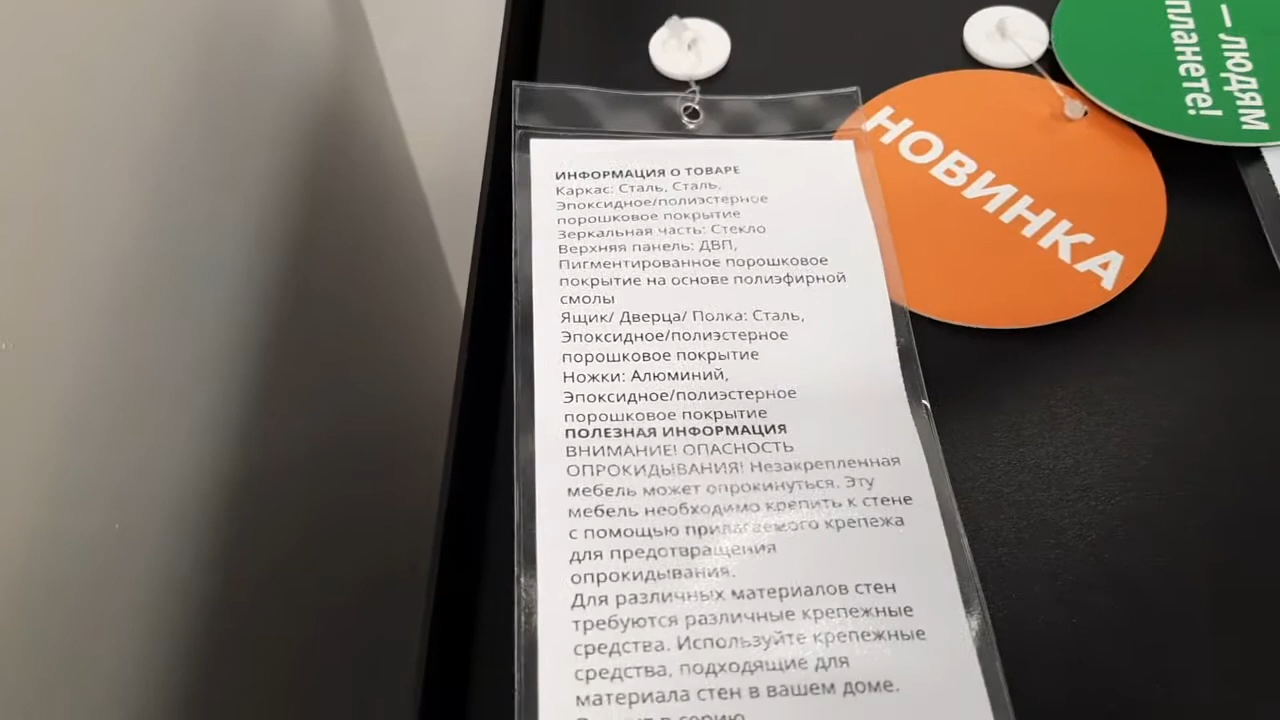 ИНФОРМАЦИЯ О ТОВАРЕ
Каркас: Сталь, Сталь,
Эпоксидное/полиэстерное
порошковое покрытие
Зеркальная часть: Стекло
Верхняя панель: ДВП,
Пигментированное порошковое
покрытие на основе полиэфирной
смолы
Ящик/ Дверца/ Полка: Сталь,
Эпоксидное/полиэстерное
порошковое покрытие
Ножки: Алюминий,
Эпоксидное/полиэстерное
порошковое покрытие
ПОЛЕЗНАЯ ИНФОРМАЦИЯ
ВНИМАНИЕ! ОПАСНОСТЬ
ОПРОКИДЫВАНИЯ! Незакрепленная
мебель может опрокинуться. Эту
мебель необходимо крепить к стене
с помощью прилагаемого крепежа
для предотвращения
опрокидывания.
Для различных материалов стен
требуются различные крепежные
средства. Используйте крепежные
средства, подходящие для
материала стен в вашем доме.
в серию
НОВИНКА
— людям
планете!